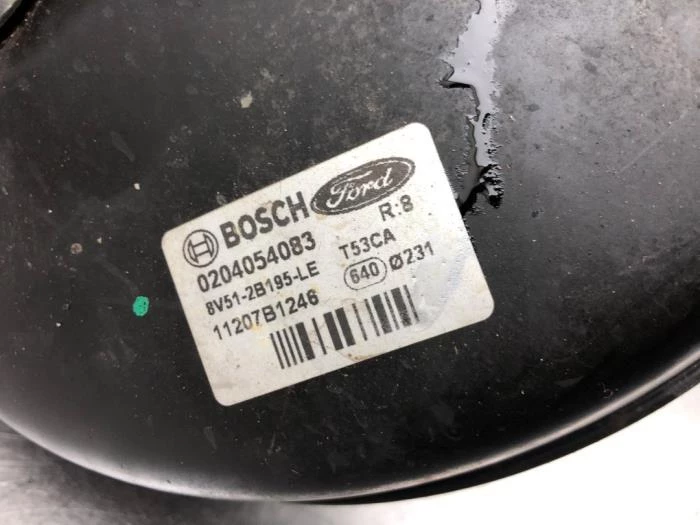 BOSCH Ford
0204054083 R:8
8V51-2B195-LE T53CA
11207B1246 640 Ø231